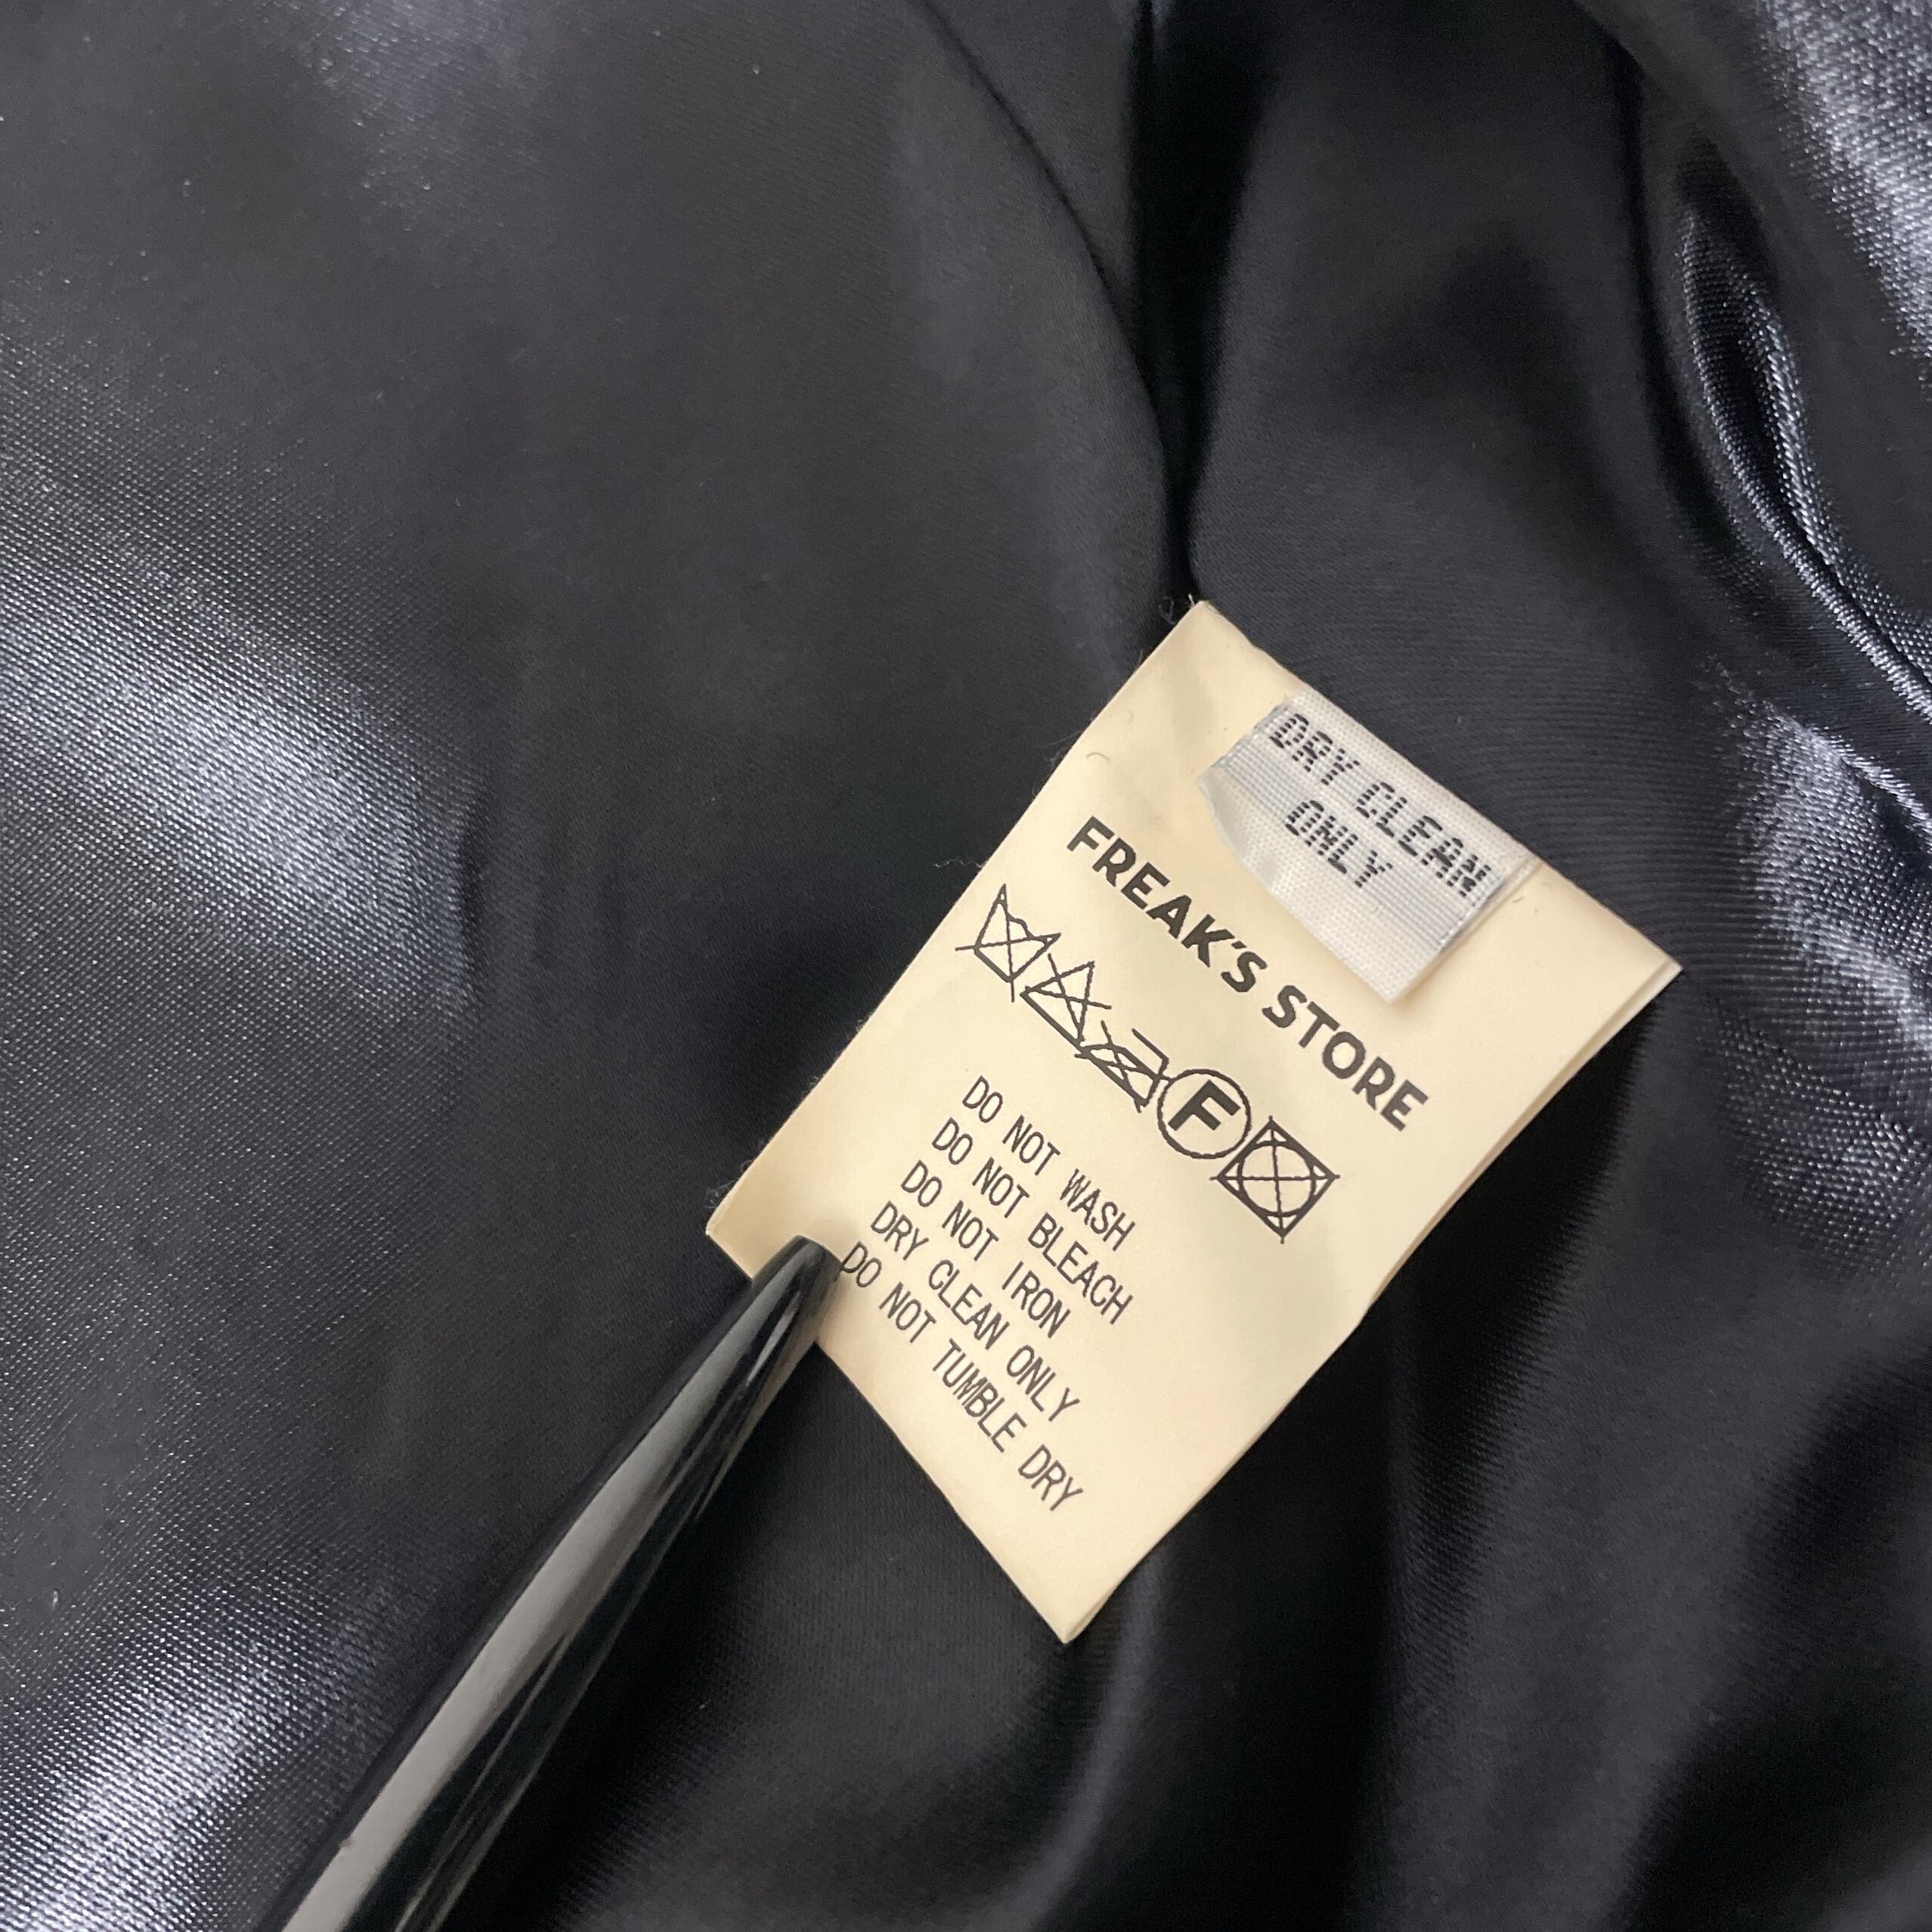 DRY CLEAN
ONLY
FREAK'S STORE
F
DO NOT WASH
DO NOT BLEACH
DO NOT IRON
DRY CLEAN ONLY
DO NOT TUMBLE DRY